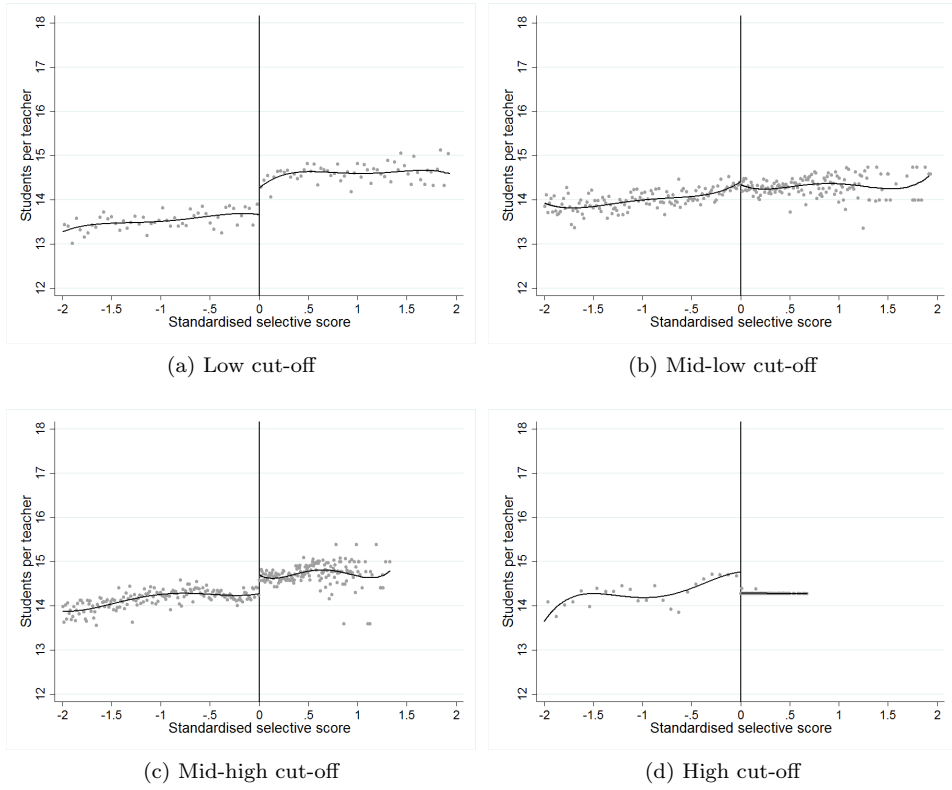 Students per teacher
18
17
16
15
14
13
12
-2 -1.5 -1 -.5 0 .5 1 1.5 2
Standardised selective score
(a) Low cut-off
Students per teacher
18
17
16
15
14
13
12
-2 -1.5 -1 -.5 0 .5 1 1.5 2
Standardised selective score
(b) Mid-low cut-off
Students per teacher
18
17
16
15
14
13
12
-2 -1.5 -1 -.5 0 .5 1 1.5 2
Standardised selective score
(c) Mid-high cut-off
Students per teacher
18
17
16
15
14
13
12
-2 -1.5 -1 -.5 0 .5 1 1.5 2
Standardised selective score
(d) High cut-off